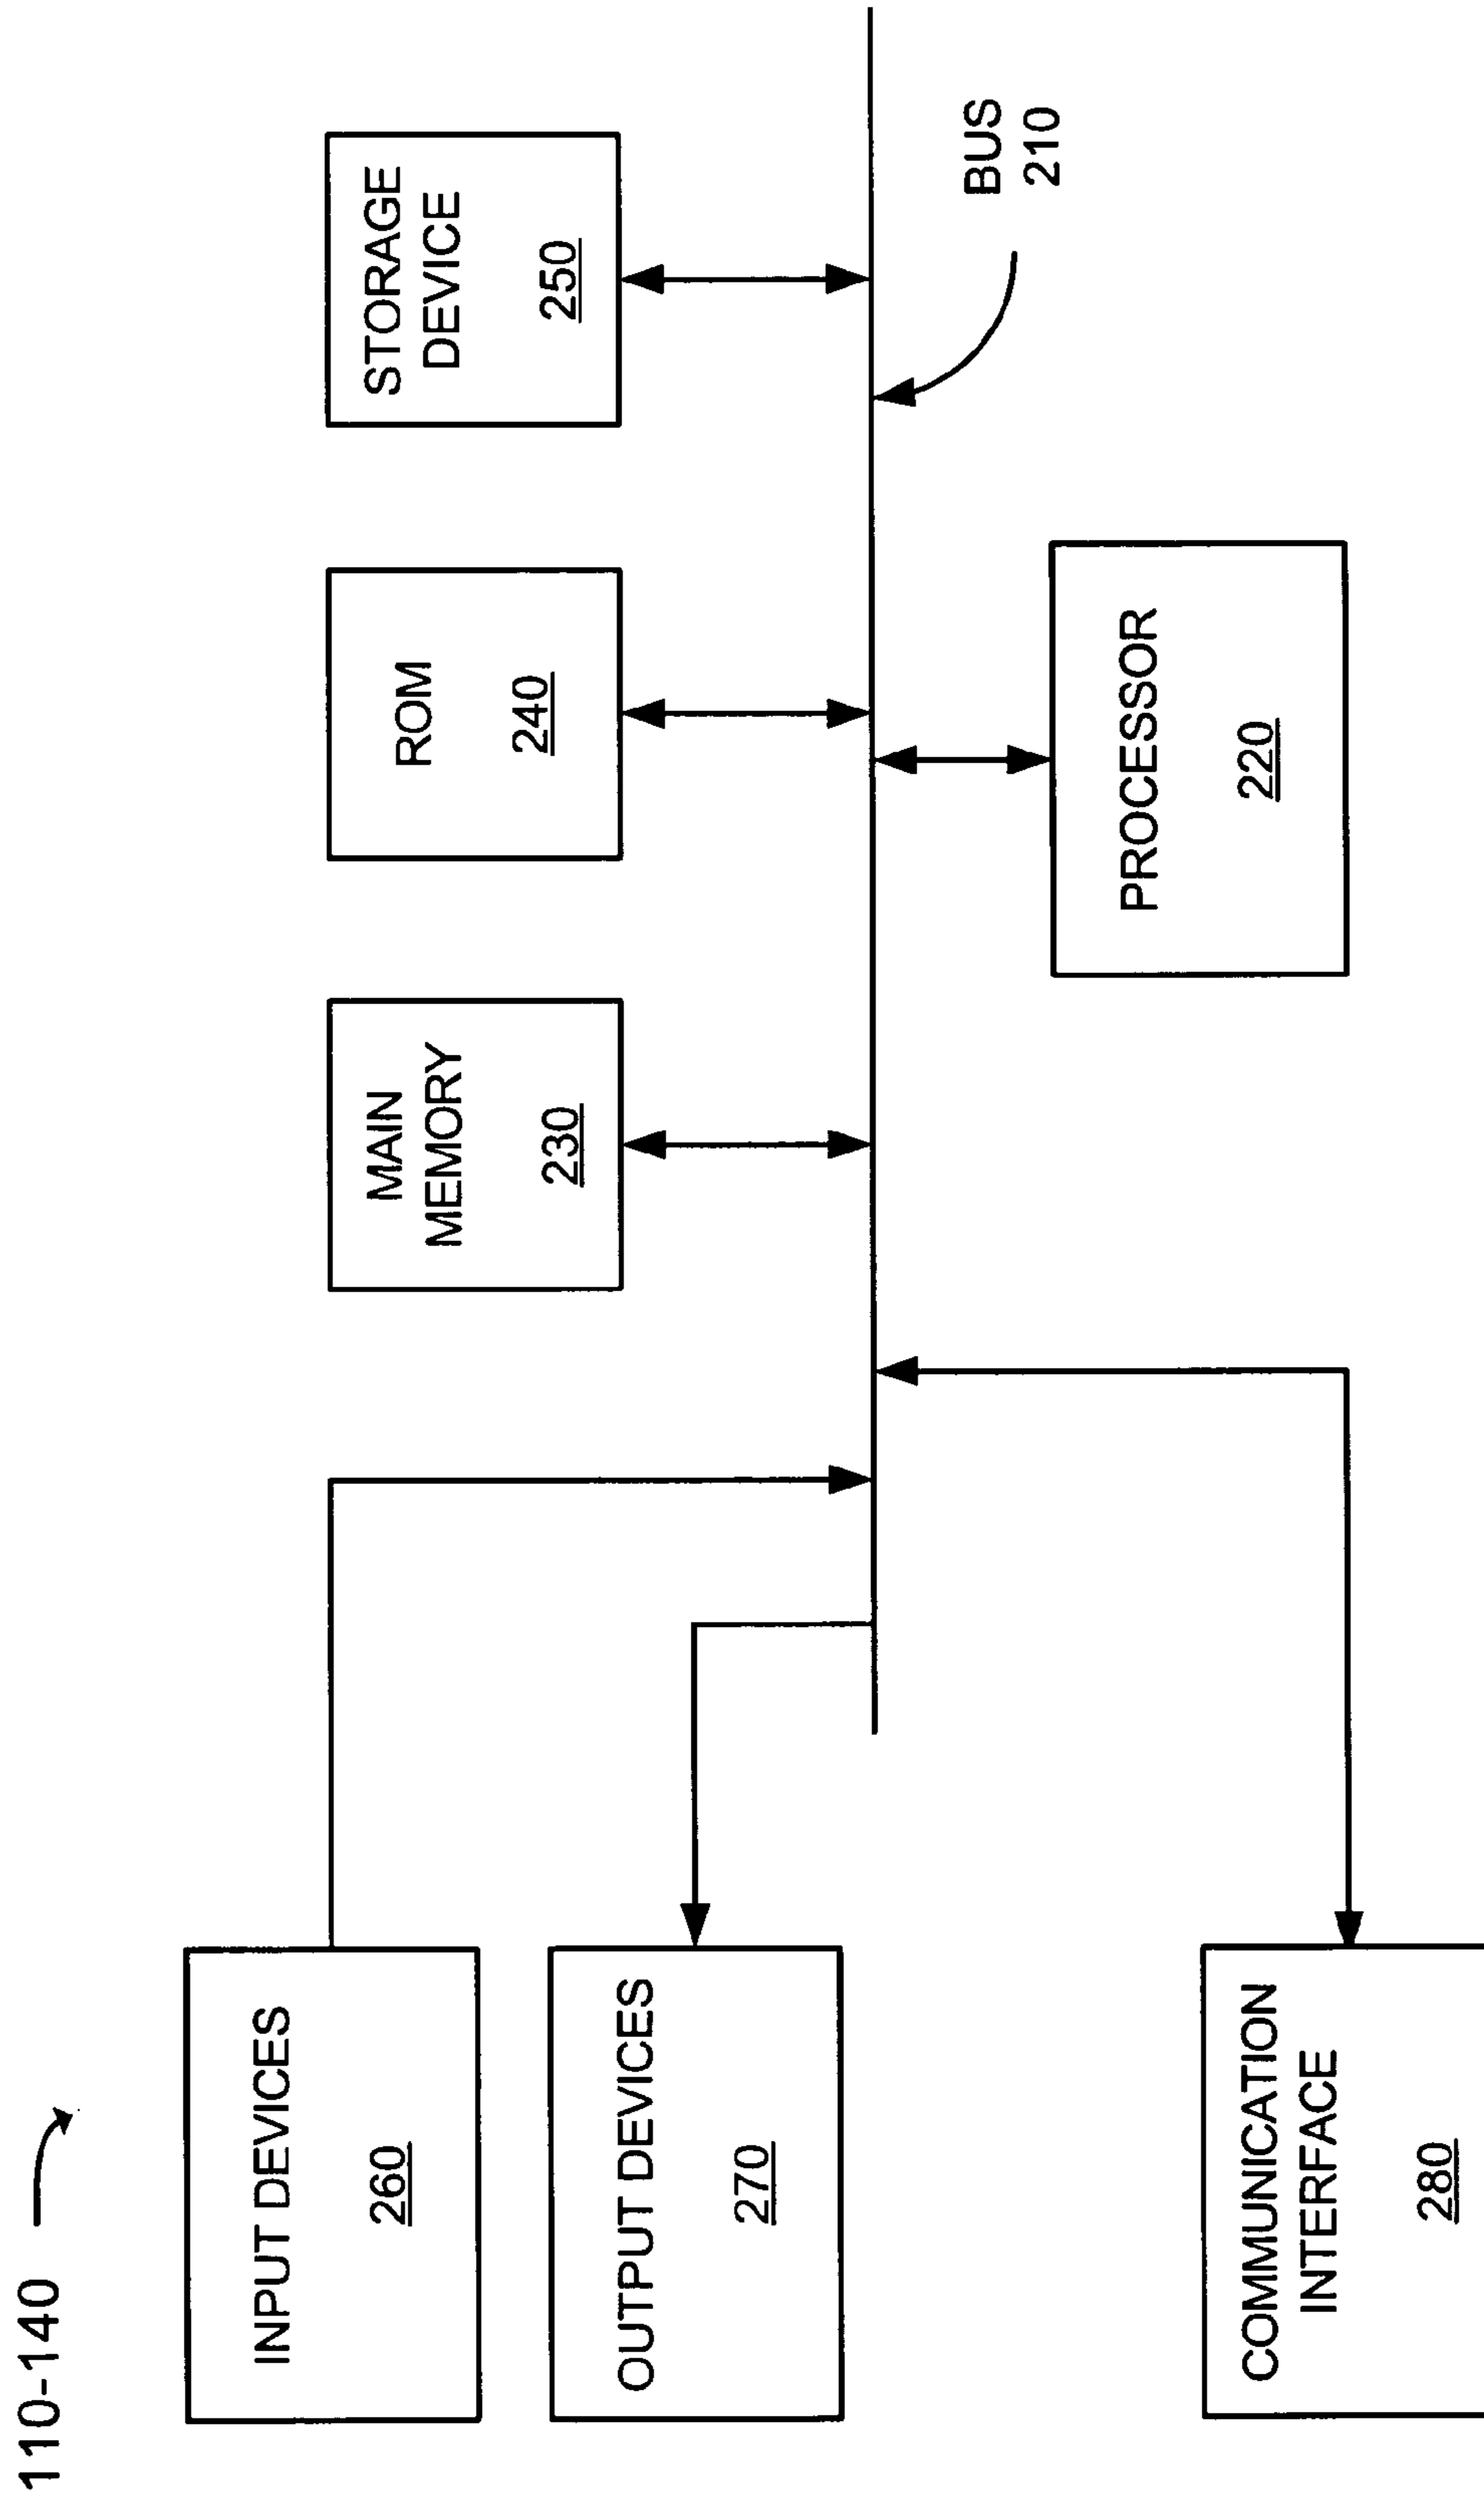 110-140
INPUT DEVICES
260
OUTPUT DEVICES
270
COMMUNICATION
INTERFACE
280
MAIN
MEMORY
230
ROM
240
STORAGE
DEVICE
250
PROCESSOR
220
BUS
210